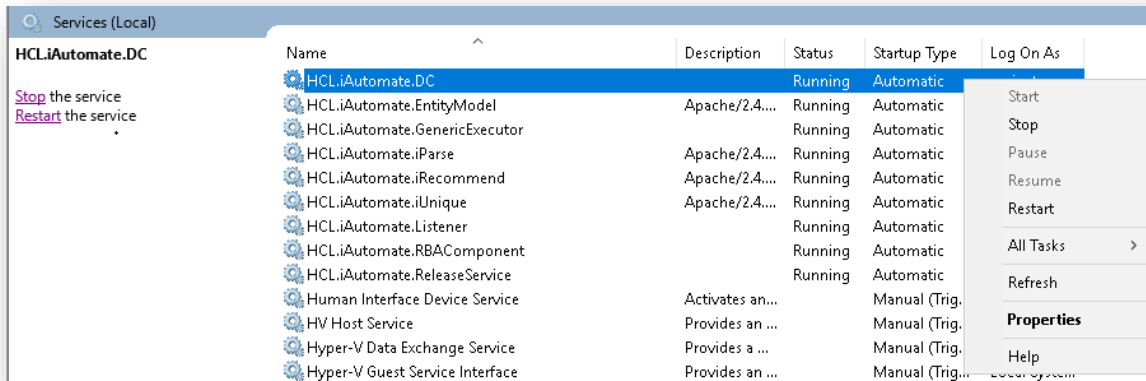 Services (Local)
HCL.iAutomate.DC
Stop the service
Restart the service
Name Description Status Startup Type Log On As
HCL.iAutomate.DC Running Automatic
HCL.iAutomate.EntityModel Apache/2.4.... Running Automatic
HCL.iAutomate.GenericExecutor Running Automatic
HCL.iAutomate.iParse Apache/2.4.... Running Automatic
HCL.iAutomate.iRecommend Apache/2.4.... Running Automatic
HCL.iAutomate.iUnique Apache/2.4.... Running Automatic
HCL.iAutomate.Listener Running Automatic
HCL.iAutomate.RBAComponent Running Automatic
HCL.iAutomate.ReleaseService Running Automatic
Human Interface Device Service Activates an... Manual (Trig.
HV Host Service Provides an ... Manual (Trig.
Hyper-V Data Exchange Service Provides a ... Manual (Trig.
Hyper-V Guest Service Interface Provides an ... Manual (Trig...
Start
Stop
Pause
Resume
Restart
All Tasks >
Refresh
Properties
Help